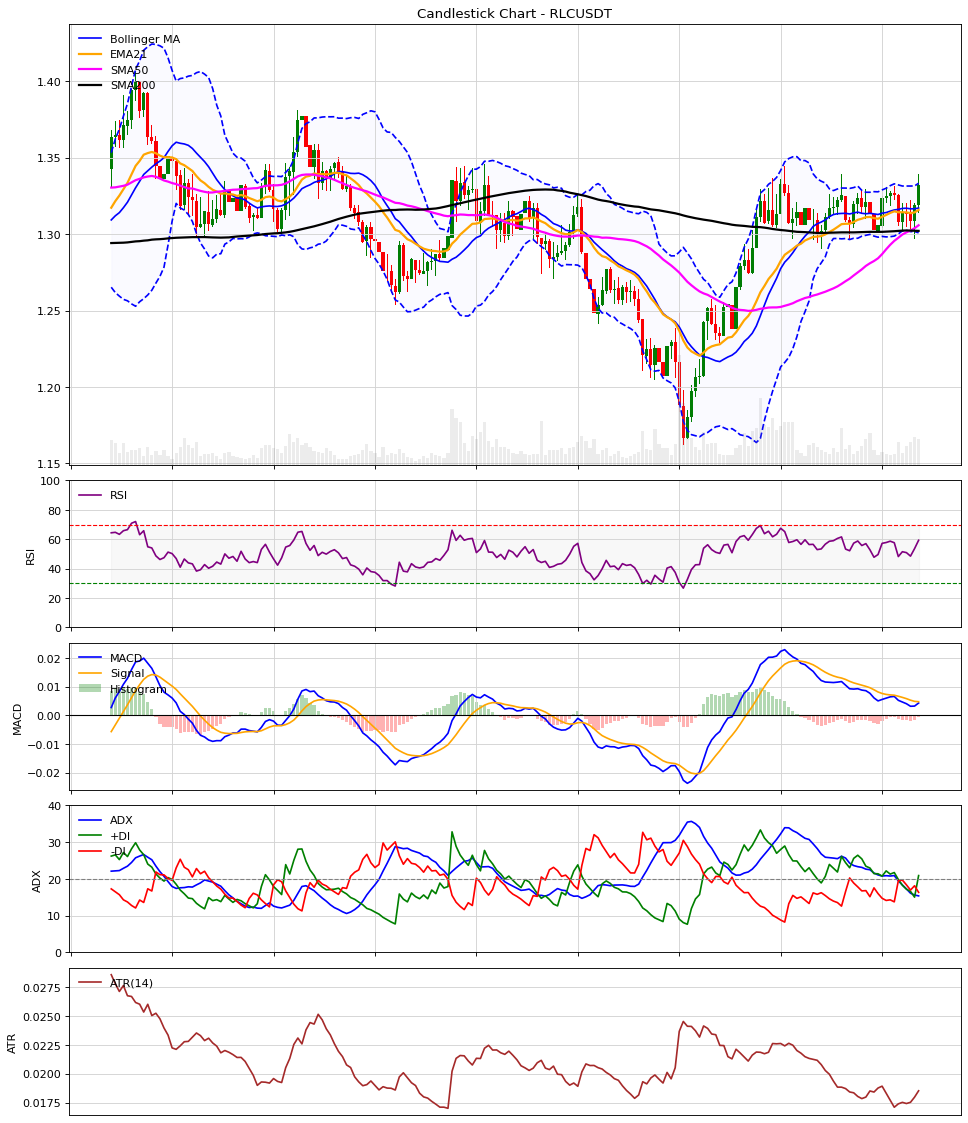 Candlestick Chart - RLCUSDT
Bollinger MA
EMA21
SMA50
SMA200
1.40
1.35
1.30
1.25
1.20
1.15
RSI
RSI
100
80
60
40
20
0
MACD
Signal
Histogram
MACD
0.02
0.01
0.00
−0.01
−0.02
ADX
+DI
-DI
ADX
40
30
20
10
0
ATR(14)
ATR
0.0275
0.0250
0.0225
0.0200
0.0175